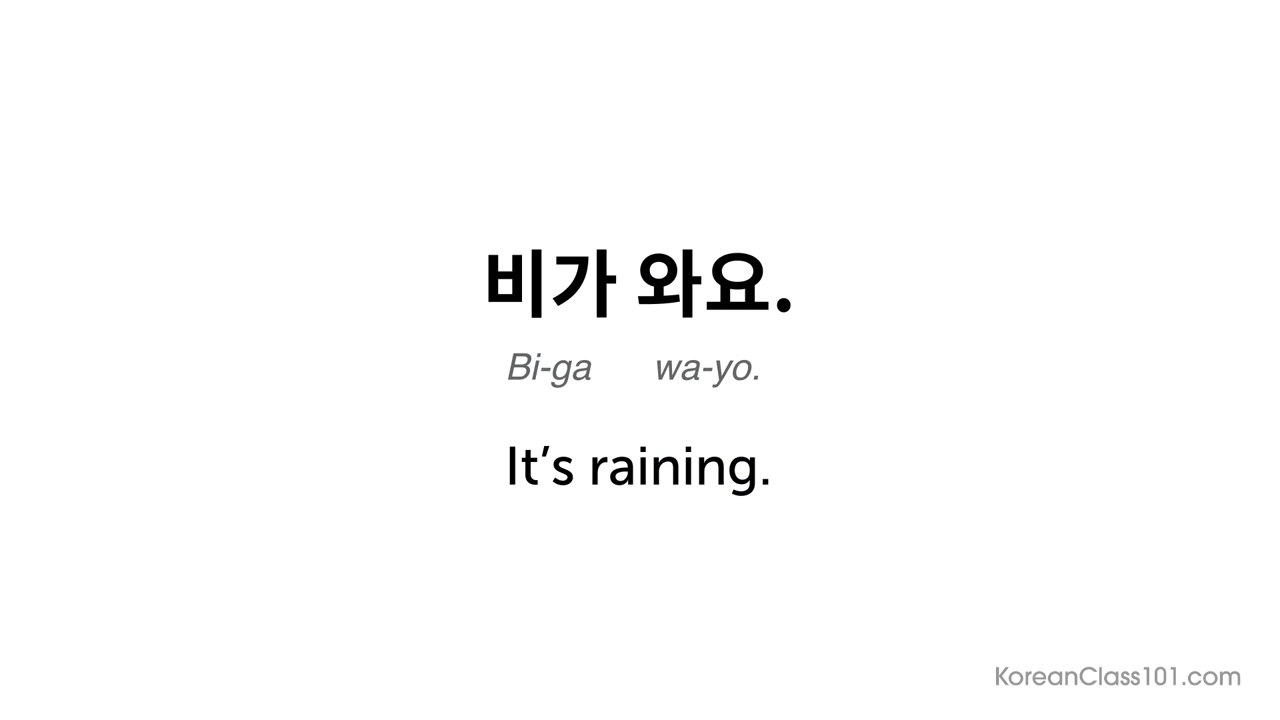 비가 와요.
Bi-ga wa-yo.
It’s raining.
KoreanClass101.com